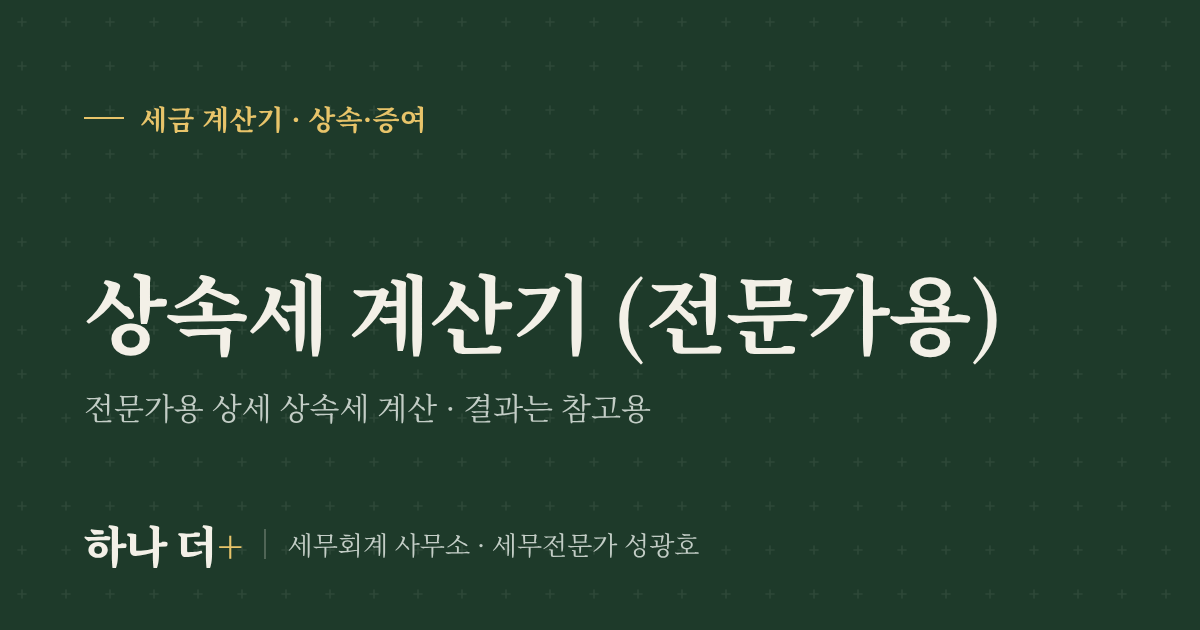 세금 계산기 · 상속·증여
상속세 계산기 (전문가용)
전문가용 상세 상속세 계산 · 결과는 참고용
하나 더+ | 세무회계 사무소 · 세무전문가 성광호